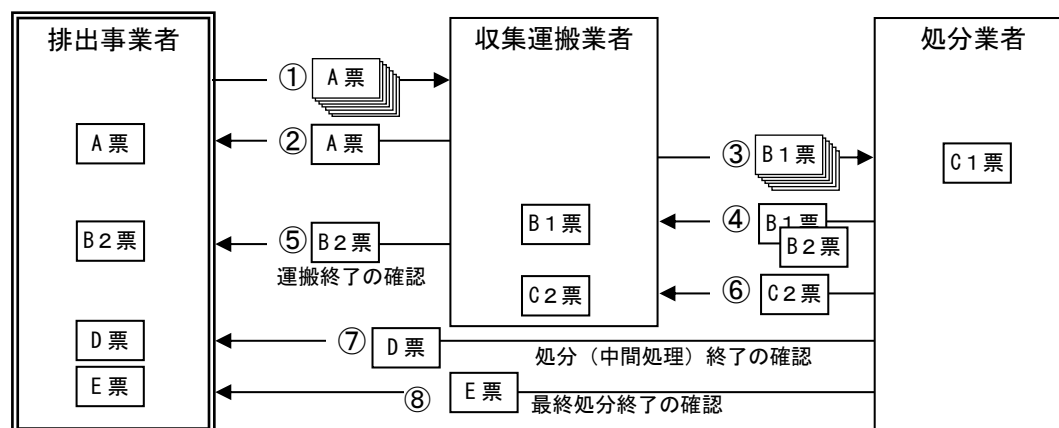 排出事業者
収集運搬業者
処分業者
① A票
② A票
A票
③ B1票
C1票
④ B1票
B2票
B1票
⑤ B2票
B2票
運搬終了の確認
⑥ C2票
C2票
⑦ D票
D票
処分（中間処理）終了の確認
⑧ E票
E票
最終処分終了の確認